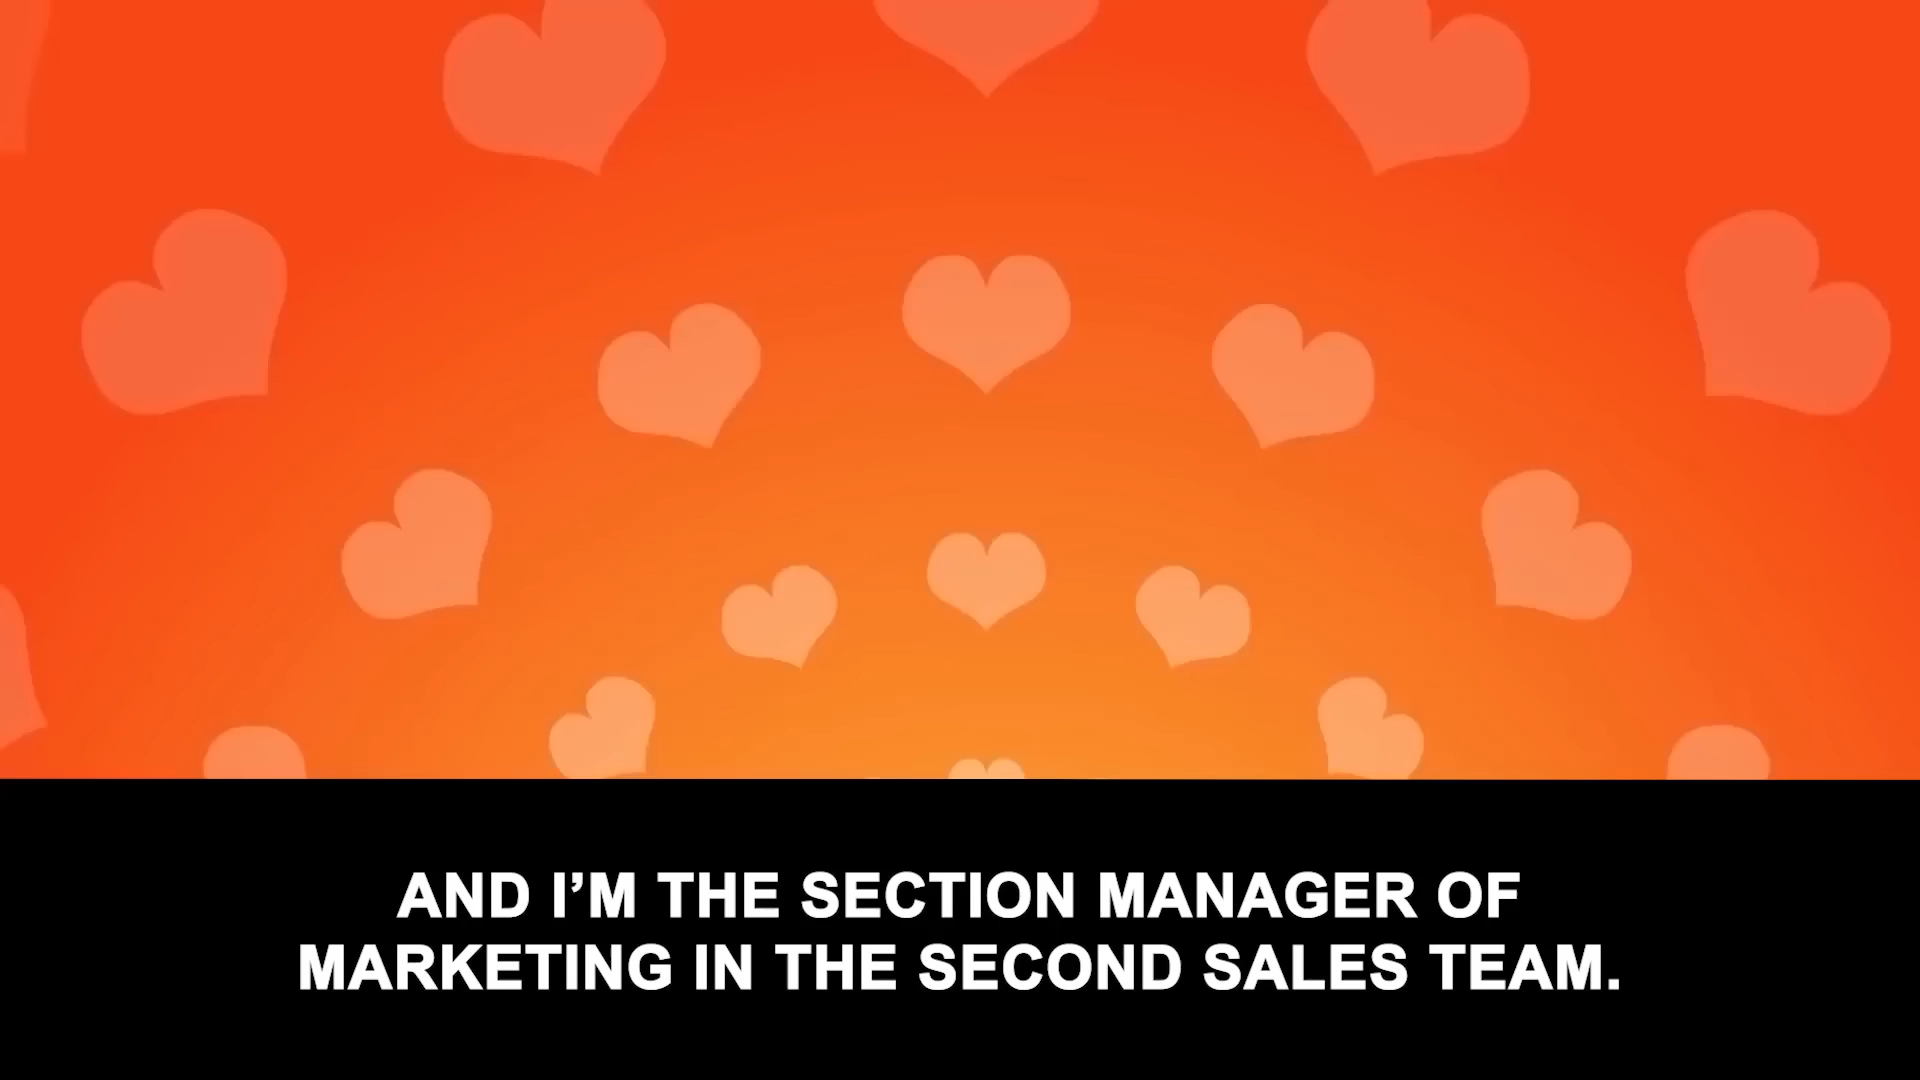 AND I’M THE SECTION MANAGER OF
MARKETING IN THE SECOND SALES TEAM.